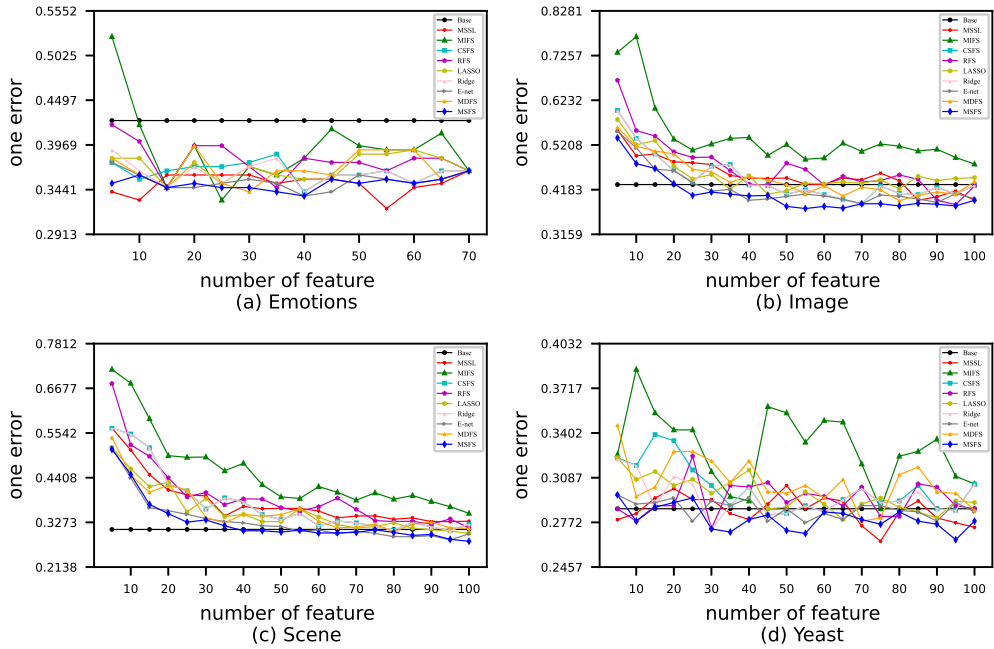 0.5552
0.5025
0.4497
0.3969
0.3441
0.2913
one error
10 20 30 40 50 60 70
number of feature
(a) Emotions
Base
MSSL
MIFS
CSFS
RFS
LASSO
Ridge
E-net
MDFS
MSFS
0.8281
0.7257
0.6232
0.5208
0.4183
0.3159
one error
10 20 30 40 50 60 70 80 90 100
number of feature
(b) Image
Base
MSSL
MIFS
CSFS
RFS
LASSO
Ridge
E-net
MDFS
MSFS
0.7812
0.6677
0.5542
0.4408
0.3273
0.2138
one error
10 20 30 40 50 60 70 80 90 100
number of feature
(c) Scene
Base
MSSL
MIFS
CSFS
RFS
LASSO
Ridge
E-net
MDFS
MSFS
0.4032
0.3717
0.3402
0.3087
0.2772
0.2457
one error
10 20 30 40 50 60 70 80 90 100
number of feature
(d) Yeast
Base
MSSL
MIFS
CSFS
RFS
LASSO
Ridge
E-net
MDFS
MSFS